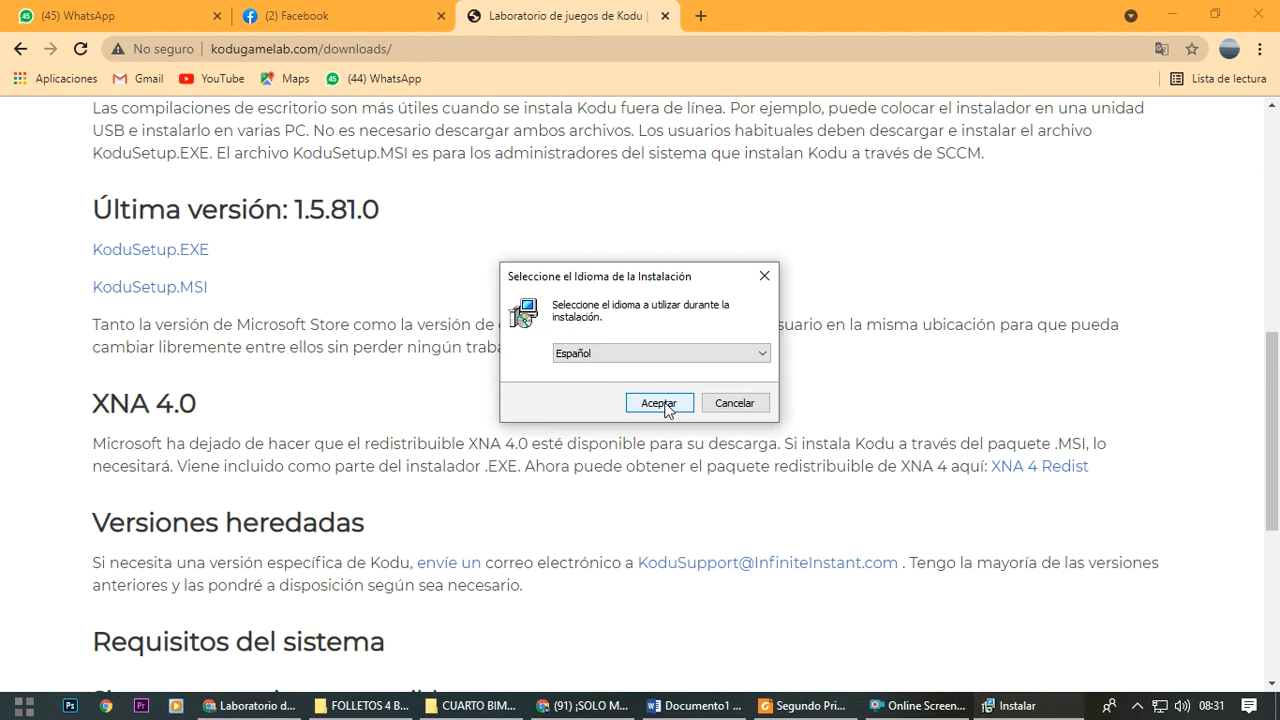 (45) WhatsApp
(2) Facebook
Laboratorio de juegos de Kodu |
No seguro
kodugamelab.com/downloads/
Aplicaciones
Gmail
YouTube
Maps
45
(44) WhatsApp
Lista de lectura
Las compilaciones de escritorio son más útiles cuando se instala Kodu fuera de línea. Por ejemplo, puede colocar el instalador en una unidad
USB e instalarlo en varias PC. No es necesario descargar ambos archivos. Los usuarios habituales deben descargar e instalar el archivo
KoduSetup.EXE. El archivo KoduSetup.MSI es para los administradores del sistema que instalan Kodu a través de SCCM.
Última versión: 1.5.81.0
KoduSetup.EXE
KoduSetup.MSI
Tanto la versión de Microsoft Store como la versión de suario en la misma ubicación para que pueda
cambiar libremente entre ellos sin perder ningún trab
Seleccione el Idioma de la Instalación
Seleccione el idioma a utilizar durante la
instalación.
Español
Aceptar
Cancelar
XNA 4.0
Microsoft ha dejado de hacer que el redistribuible XNA 4.0 esté disponible para su descarga. Si instala Kodu a través del paquete .MSI, lo
necesitará. Viene incluido como parte del instalador .EXE. Ahora puede obtener el paquete redistribuible de XNA 4 aquí: XNA 4 Redist
Versiones heredadas
Si necesita una versión específica de Kodu, envíe un correo electrónico a KoduSupport@InfiniteInstant.com . Tengo la mayoría de las versiones
anteriores y las pondré a disposición según sea necesario.
Requisitos del sistema
Ps
Pr
Laboratorio d...
FOLLETOS 4 B...
CUARTO BIM...
(91) ¡SOLO M...
Documento1 ...
Segundo Pri...
Online Screen...
Instalar
08:31